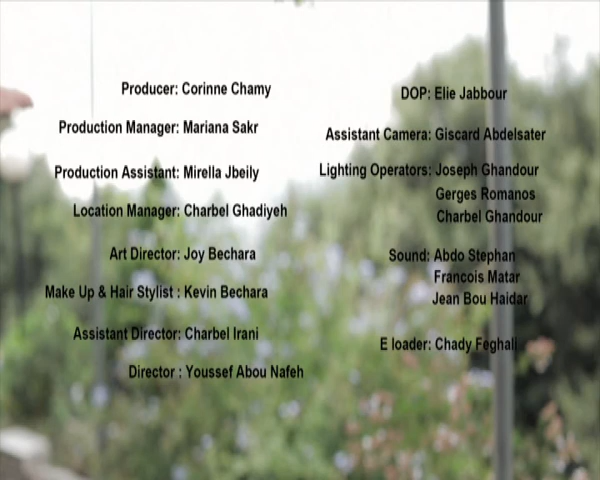 Producer: Corinne Chamy
Production Manager: Mariana Sakr
Production Assistant: Mirella Jbeily
Location Manager: Charbel Ghadiyeh
Art Director: Joy Bechara
Make Up & Hair Stylist : Kevin Bechara
Assistant Director: Charbel Irani
Director : Youssef Abou Nafeh
DOP: Elie Jabbour
Assistant Camera: Giscard Abdelsater
Lighting Operators: Joseph Ghandour
Gerges Romanos
Charbel Ghandour
Sound: Abdo Stephan
Francois Matar
Jean Bou Haidar
E loader: Chady Feghali